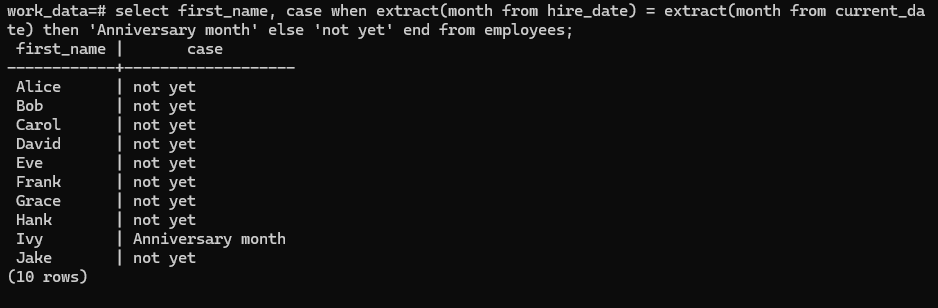 work_data=# select first_name, case when extract(month from hire_date) = extract(month from current_da
te) then 'Anniversary month' else 'not yet' end from employees;
 first_name |       case
------------+-------------------
 Alice      | not yet
 Bob        | not yet
 Carol      | not yet
 David      | not yet
 Eve        | not yet
 Frank      | not yet
 Grace      | not yet
 Hank       | not yet
 Ivy        | Anniversary month
 Jake       | not yet
(10 rows)